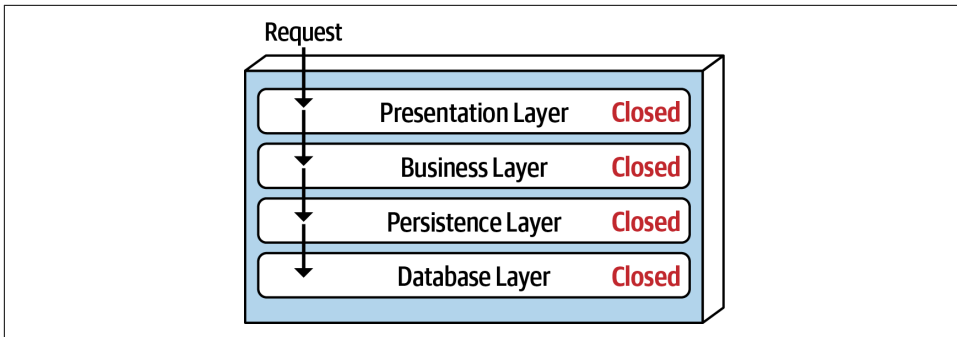 Request
Presentation Layer Closed
Business Layer Closed
Persistence Layer Closed
Database Layer Closed